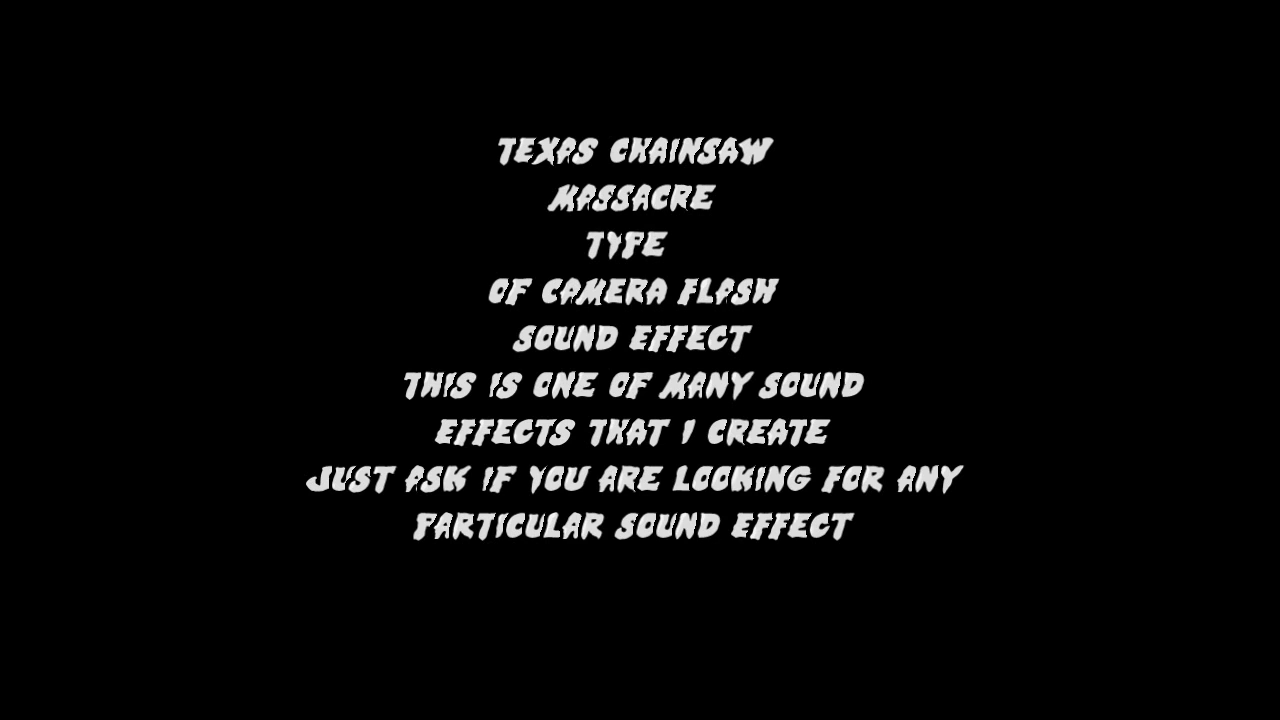 TEXAS CHAINSAW
MASSACRE
TYPE
OF CAMERA FLASH
SOUND EFFECT
THIS IS ONE OF MANY SOUND
EFFECTS THAT I CREATE
JUST ASK IF YOU ARE LOOKING FOR ANY
PARTICULAR SOUND EFFECT